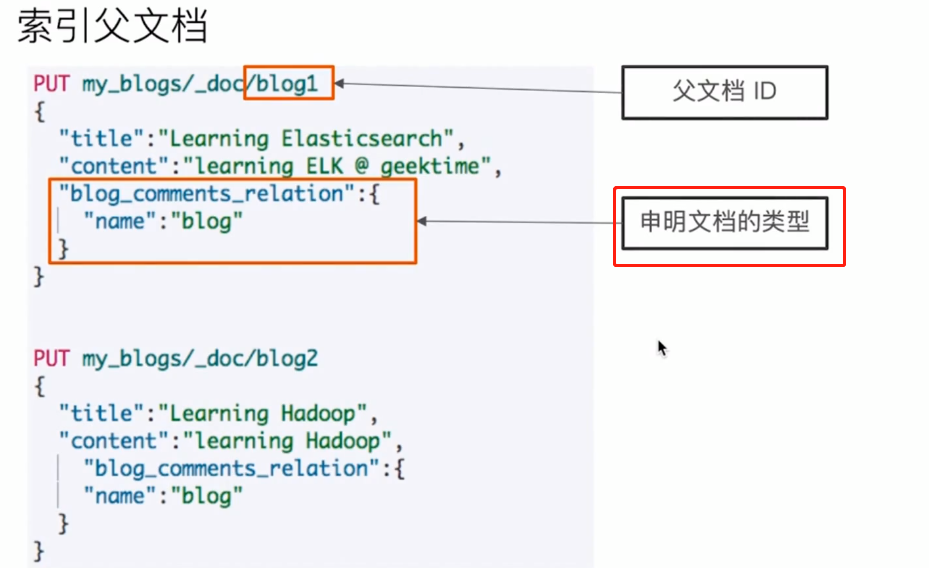 索引父文档
PUT my_blogs/_doc/blog1
父文档 ID
{
"title":"Learning Elasticsearch",
"content":"learning ELK @ geektime",
"blog_comments_relation":{
"name":"blog"
申明文档的类型
}
}
PUT my_blogs/_doc/blog2
{
"title":"Learning Hadoop",
"content":"learning Hadoop",
"blog_comments_relation":{
"name":"blog"
}
}